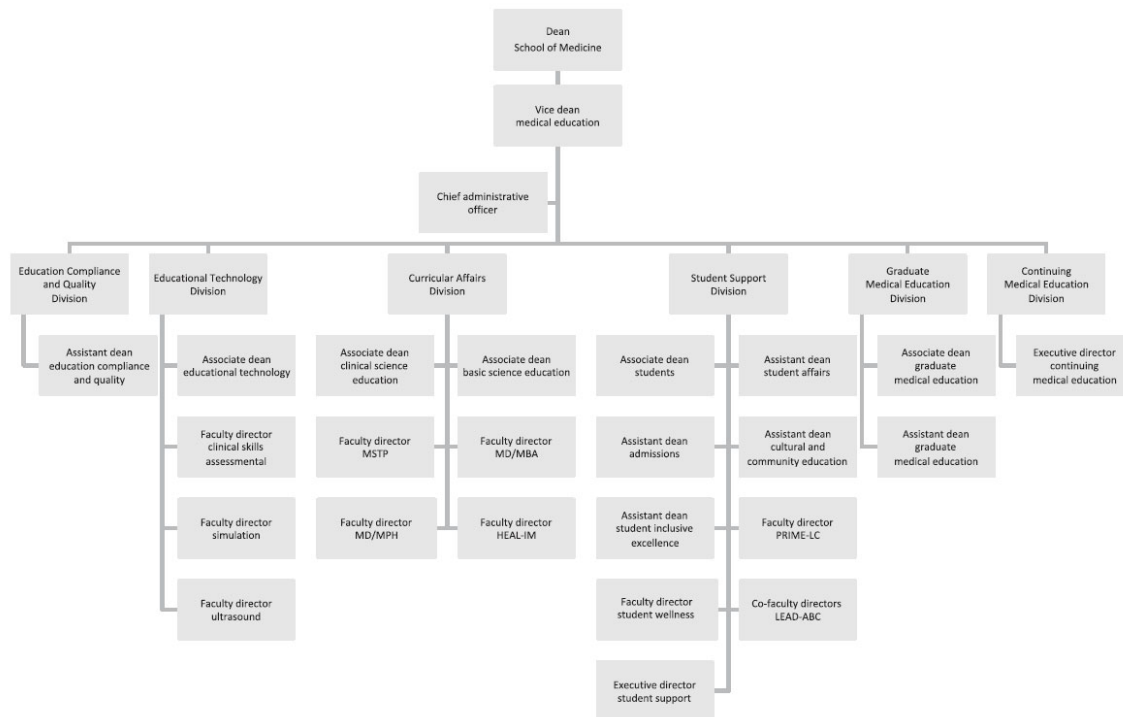 Dean
School of Medicine
Vice dean
medical education
Chief administrative
officer
Education Compliance
and Quality
Division
Educational Technology
Division
Curricular Affairs
Division
Student Support
Division
Graduate
Medical Education
Division
Continuing
Medical Education
Division
Assistant dean
education compliance
and quality
Associate dean
educational technology
Associate dean
clinical science
education
Associate dean
basic science education
Associate dean
students
Assistant dean
student affairs
Associate dean
graduate
medical education
Executive director
continuing
medical education
Faculty director
clinical skills
assessmental
Faculty director
MSTP
Faculty director
MD/MBA
Assistant dean
admissions
Assistant dean
cultural and
community education
Assistant dean
graduate
medical education
Faculty director
simulation
Faculty director
MD/MPH
Faculty director
HEAL-IM
Assistant dean
student inclusive
excellence
Faculty director
PRIME-LC
Faculty director
ultrasound
Faculty director
student wellness
Co-faculty directors
LEAD-ABC
Executive director
student support